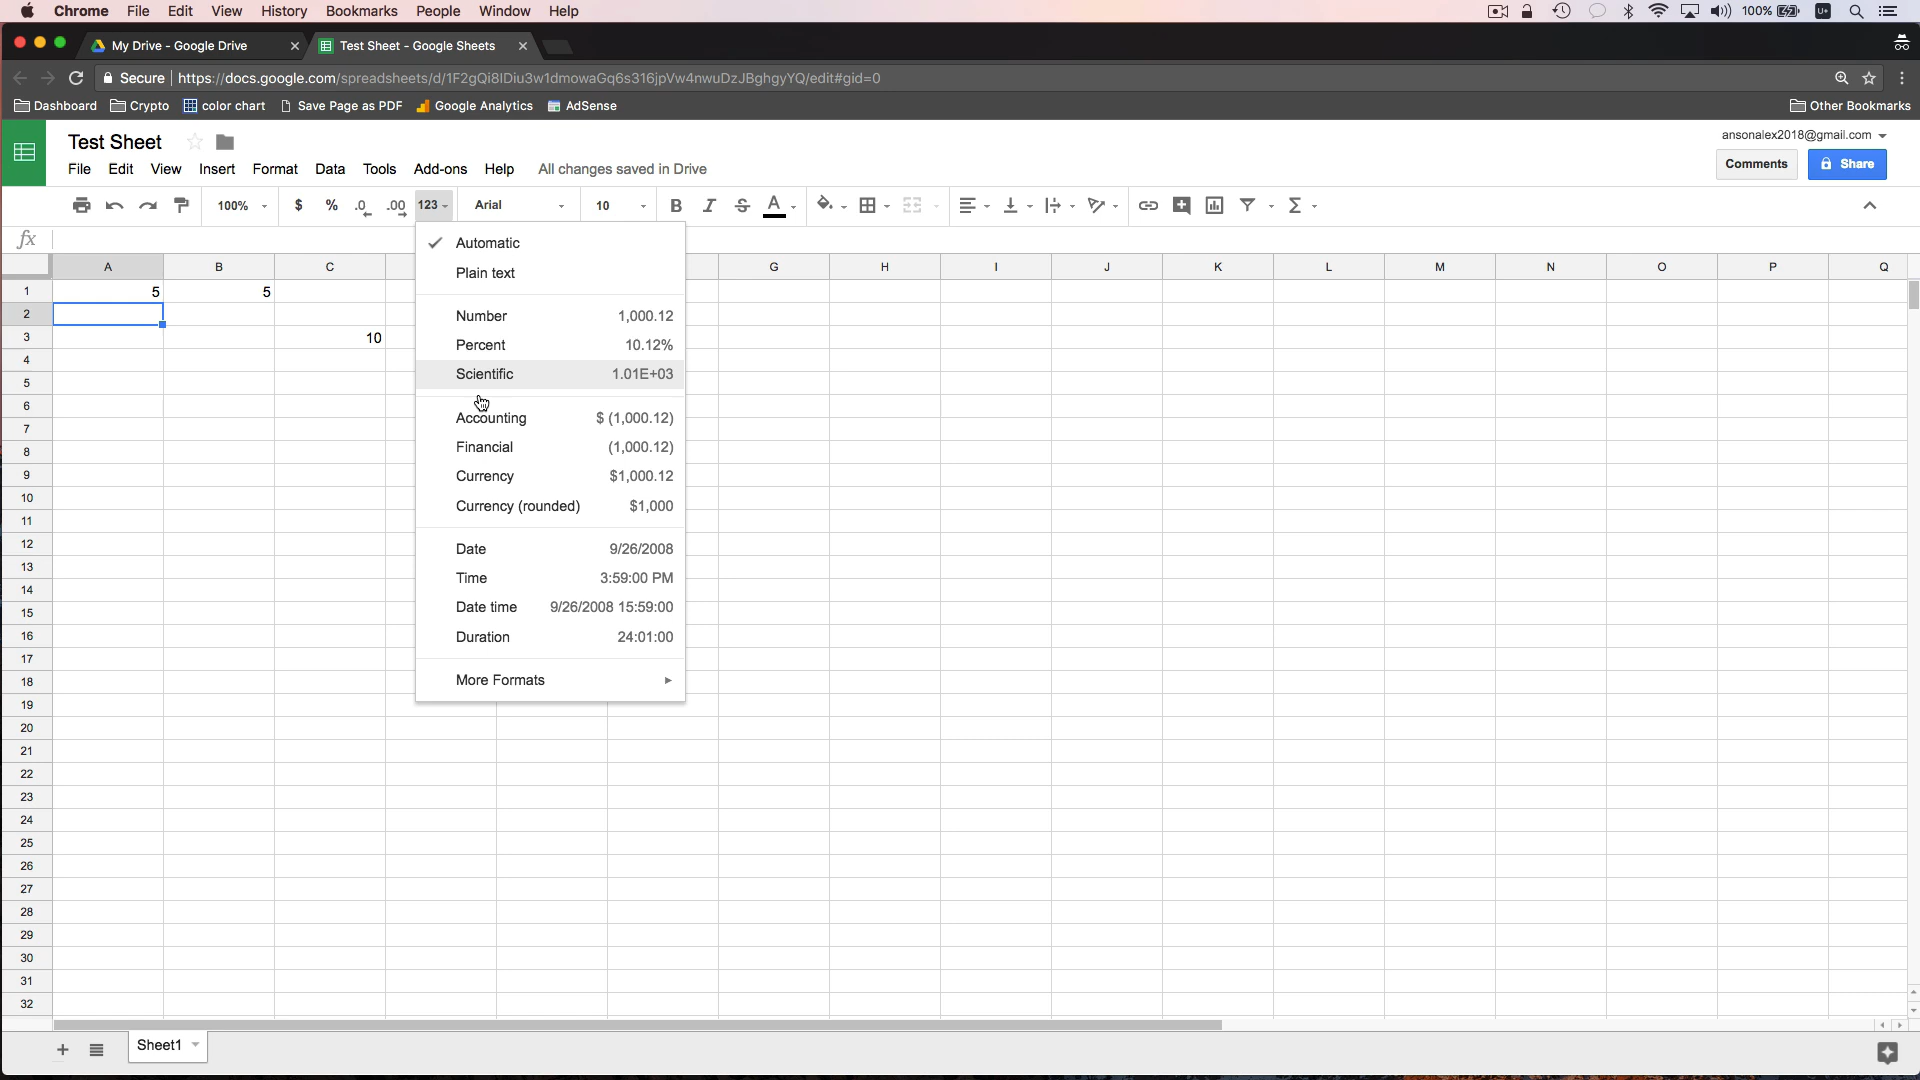 Chrome File Edit View History Bookmarks People Window Help 100%
My Drive - Google Drive Test Sheet - Google Sheets
Secure https://docs.google.com/spreadsheets/d/1F2gQi8IDiu3w1dmowaGq6s316jpVw4nwuDzJBghgyYQ/edit#gid=0
Dashboard Crypto color chart Save Page as PDF Google Analytics AdSense Other Bookmarks
Test Sheet ansonalex2018@gmail.com
File Edit View Insert Format Data Tools Add-ons Help All changes saved in Drive Comments Share
100% $ % .0 .00 123 Arial 10 B I S A Σ
fx
A B C G H I J K L M N O P Q
1 5 5
2
3 10
4
5
6
7
8
9
10
11
12
13
14
15
16
17
18
19
20
21
22
23
24
25
26
27
28
29
30
31
32
Automatic
Plain text
Number 1,000.12
Percent 10.12%
Scientific 1.01E+03
Accounting $ (1,000.12)
Financial (1,000.12)
Currency $1,000.12
Currency (rounded) $1,000
Date 9/26/2008
Time 3:59:00 PM
Date time 9/26/2008 15:59:00
Duration 24:01:00
More Formats
Sheet1